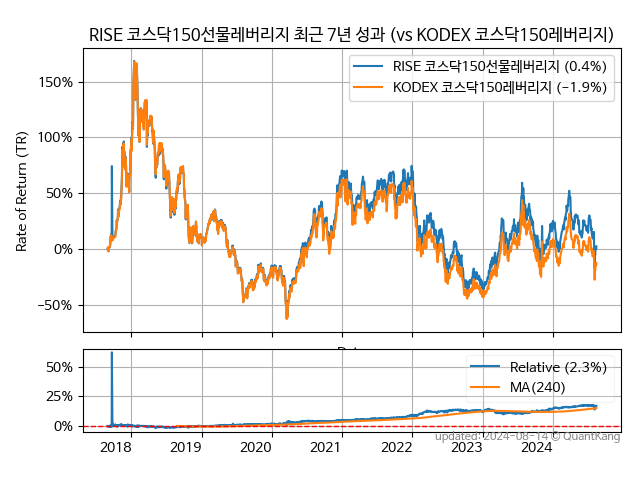 RISE 코스닥150선물레버리지 최근 7년 성과 (vs KODEX 코스닥150레버리지)
RISE 코스닥150선물레버리지 (0.4%)
KODEX 코스닥150레버리지 (−1.9%)
Rate of Return (TR)
150%
100%
50%
0%
−50%
Relative (2.3%)
MA(240)
50%
25%
0%
2018 2019 2020 2021 2022 2023 2024
updated: 2024-08-14 © QuantKang